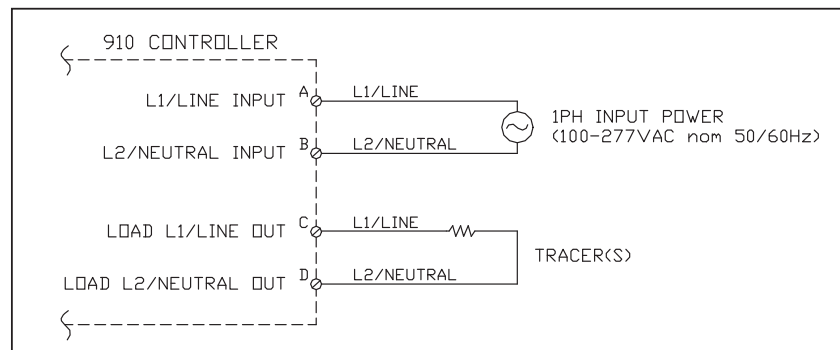 910 CONTROLLER
L1/LINE INPUT A L1/LINE
1PH INPUT POWER
(100-277VAC nom 50/60Hz)
L2/NEUTRAL INPUT B L2/NEUTRAL
LOAD L1/LINE OUT C L1/LINE
TRACER(S)
LOAD L2/NEUTRAL OUT D L2/NEUTRAL